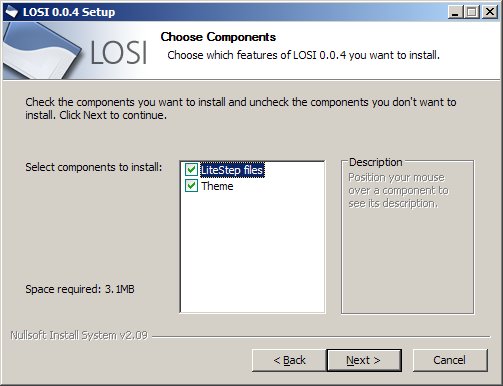 LOSI 0.0.4 Setup
LOSI
Choose Components
Choose which features of LOSI 0.0.4 you want to install.
Check the components you want to install and uncheck the components you don't want to
install. Click Next to continue.
Select components to install:
LiteStep files
Theme
Description
Position your mouse
over a component to
see its description.
Space required: 3.1MB
Nullsoft Install System v2.09
< Back
Next >
Cancel